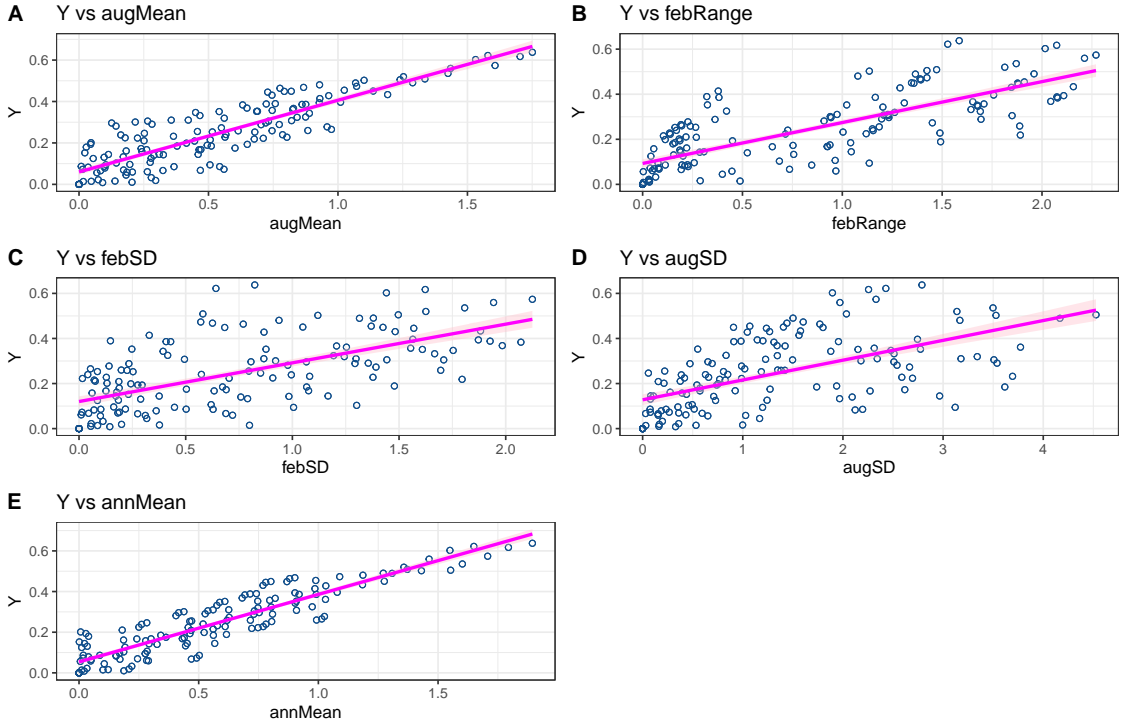 A
Y vs augMean
0.6
0.4
0.2
0.0
Y
0.0 0.5 1.0 1.5
augMean
B
Y vs febRange
0.6
0.4
0.2
0.0
Y
0.0 0.5 1.0 1.5 2.0
febRange
C
Y vs febSD
0.6
0.4
0.2
0.0
Y
0.0 0.5 1.0 1.5 2.0
febSD
D
Y vs augSD
0.6
0.4
0.2
0.0
Y
0 1 2 3 4
augSD
E
Y vs annMean
0.6
0.4
0.2
0.0
Y
0.0 0.5 1.0 1.5
annMean